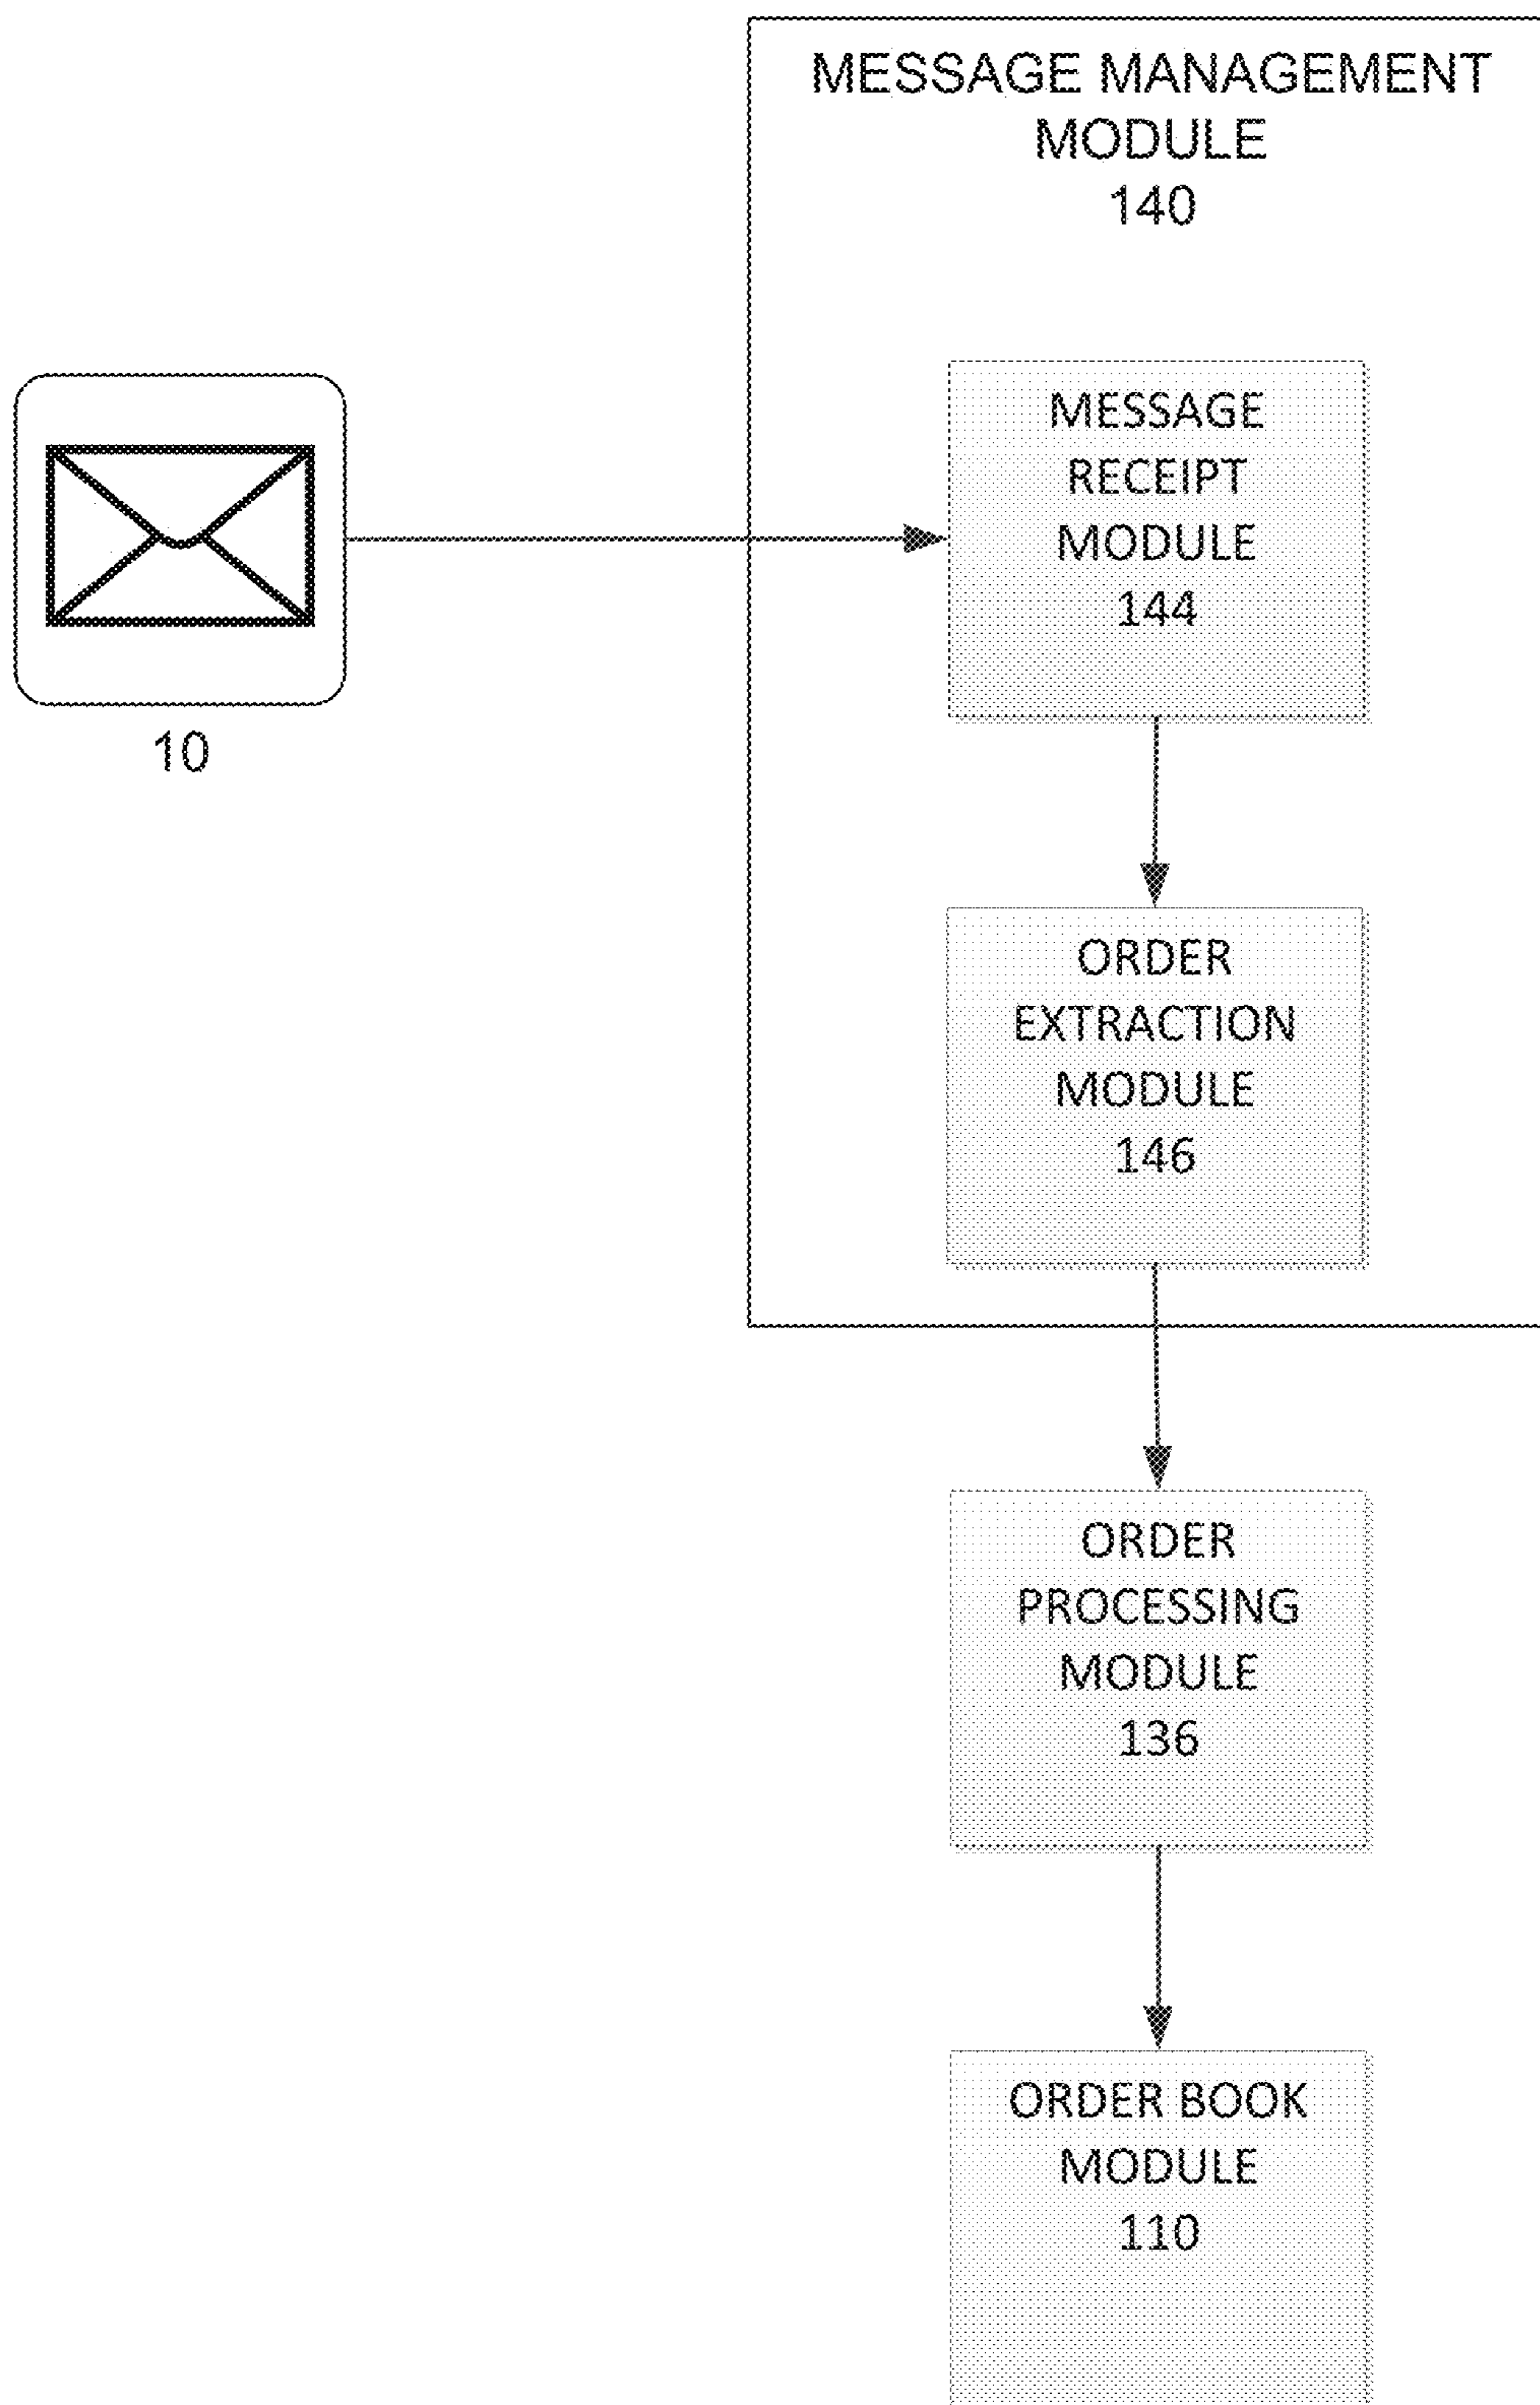 MESSAGE MANAGEMENT
MODULE
140
MESSAGE
RECEIPT
MODULE
144
10
ORDER
EXTRACTION
MODULE
146
ORDER
PROCESSING
MODULE
136
ORDER BOOK
MODULE
110